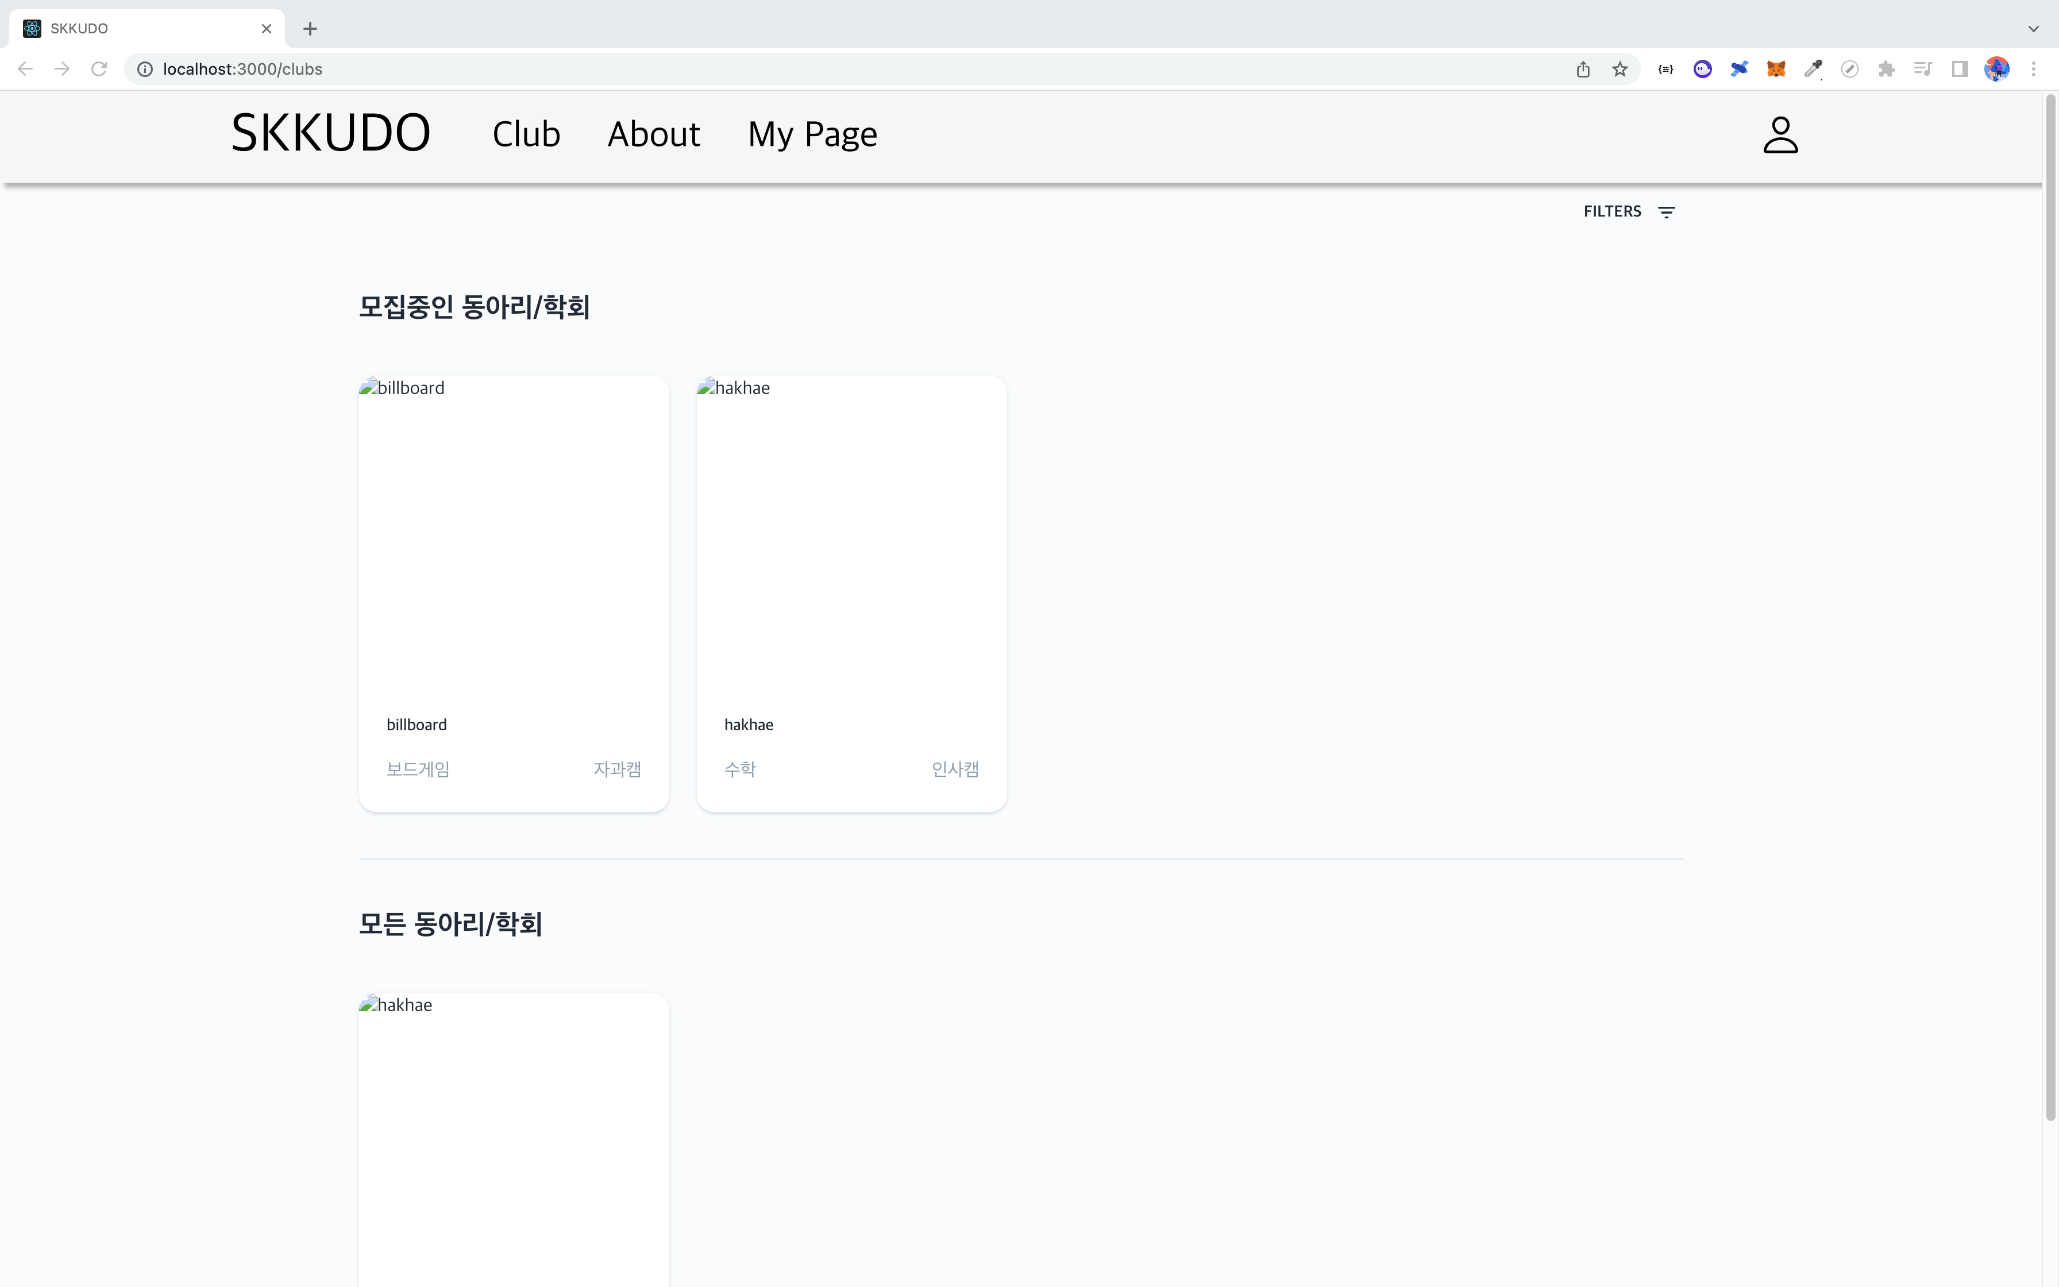 SKKUDO
localhost:3000/clubs
SKKUDO Club About My Page
FILTERS
모집중인 동아리/학회
billboard hakhae
billboard hakhae
보드게임 자과캠 수학 인사캠
모든 동아리/학회
hakhae